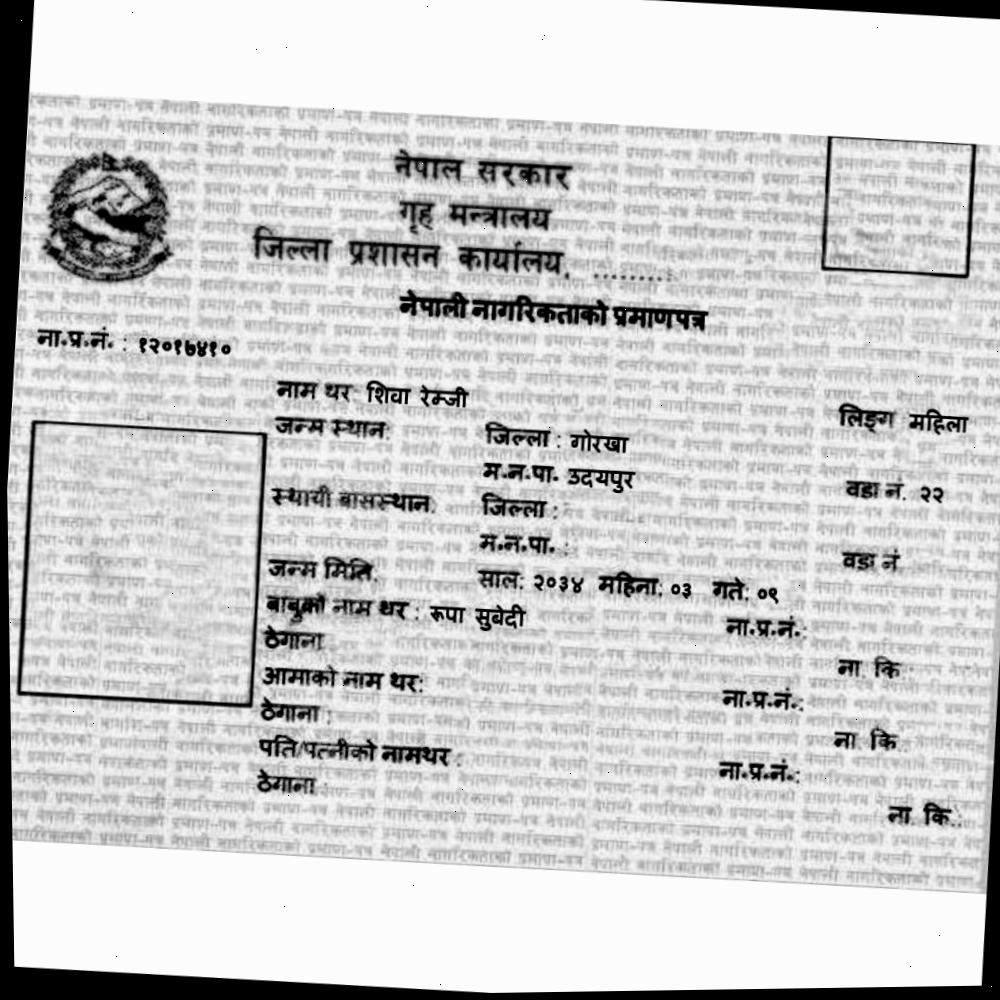 नेपाल सरकार
गृह मन्त्रालय
जिल्ला प्रशासन कार्यालय, ..........
नेपाली नागरिकताको प्रमाणपत्र
ना.प्र.नं. : १२०१७४१०
नाम थर: शिवा रेम्जी लिङ्ग महिला
जन्म स्थान: जिल्ला : गोरखा
म.न.पा. उदयपुर वडा नं. २२
स्थायी बासस्थान: जिल्ला :
म.न.पा. : वडा नं
जन्म मिति: साल: २०३४ महिना: ०३ गते: ०९
बाबुको नाम थर : रूपा सुबेदी ना.प्र.नं.:
ठेगाना : ना. कि.:
आमाको नाम थर: ना.प्र.नं.:
ठेगाना : ना. कि.:
पति/पत्नीको नामथर : ना.प्र.नं.:
ठेगाना : ना. कि.: